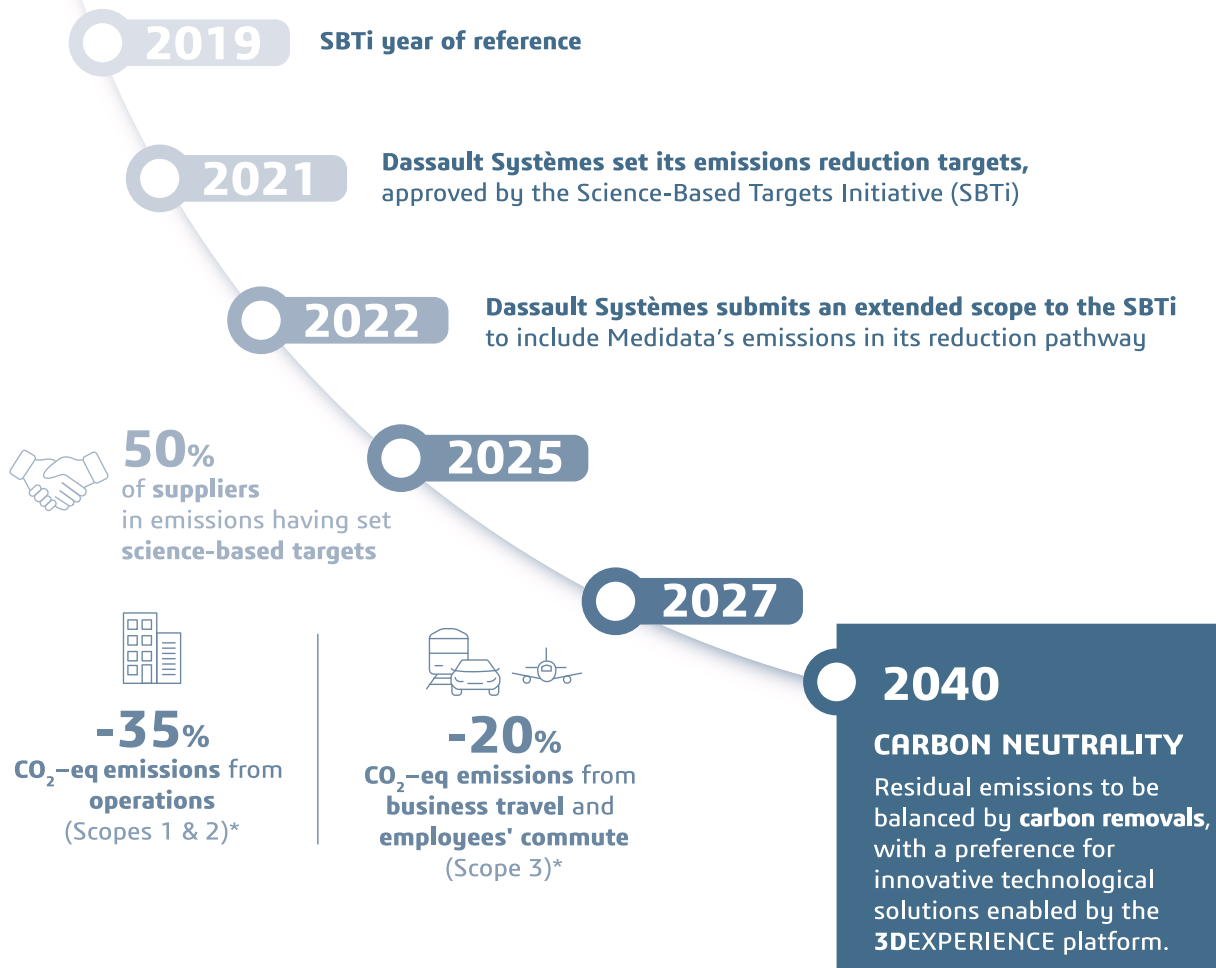 2019
SBTi year of reference
2021
Dassault Systèmes set its emissions reduction targets,
approved by the Science-Based Targets Initiative (SBTi)
2022
Dassault Systèmes submits an extended scope to the SBTi
to include Medidata's emissions in its reduction pathway
2025
50%
of suppliers
in emissions having set
science-based targets
2027
-35%
CO₂–eq emissions from
operations
(Scopes 1 & 2)*
-20%
CO₂–eq emissions from
business travel and
employees' commute
(Scope 3)*
2040
CARBON NEUTRALITY
Residual emissions to be
balanced by carbon removals,
with a preference for
innovative technological
solutions enabled by the
3DEXPERIENCE platform.